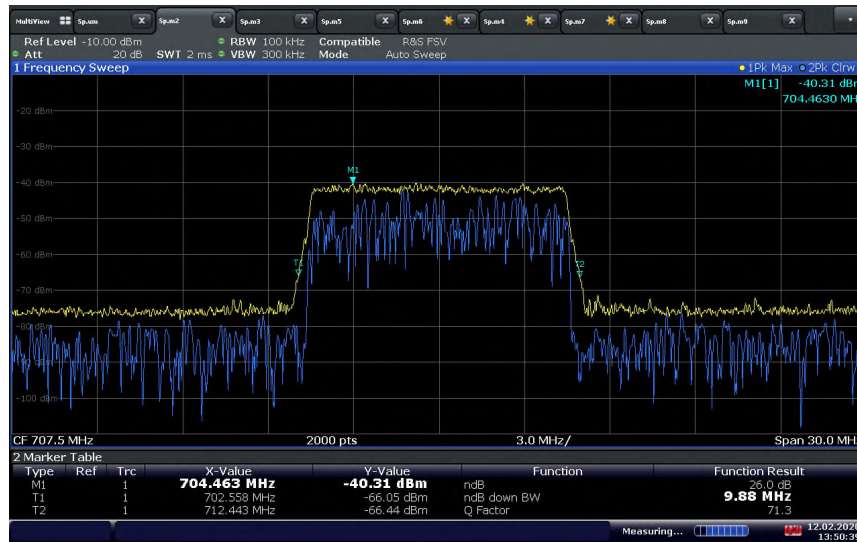 MultiView Sp.um X Sp.m2 X Sp.m3 X Sp.m5 X Sp.m6 X Sp.m4 X Sp.m7 X Sp.m8 X Sp.m9 X
Ref Level -10.00 dBm RBW 100 kHz Compatible R&S FSV
Att 20 dB SWT 2 ms VBW 300 kHz Mode Auto Sweep
1 Frequency Sweep 1Pk Max 2Pk Clrw
M1[1] -40.31 dBm
704.4630 MH
-20 dBm
-30 dBm
M1
-40 dBm
-50 dBm
-60 dBm
T2
-70 dBm
-80 dBm
-100 dBm
CF 707.5 MHz 2000 pts 3.0 MHz/ Span 30.0 MHz
2 Marker Table
Type Ref Trc X-Value Y-Value Function Function Result
M1 1 704.463 MHz -40.31 dBm ndB 26.0 dB
T1 1 702.558 MHz -66.05 dBm ndB down BW 9.88 MHz
T2 1 712.443 MHz -66.44 dBm Q Factor 71.3
Measuring... 12.02.2020
13:50:39